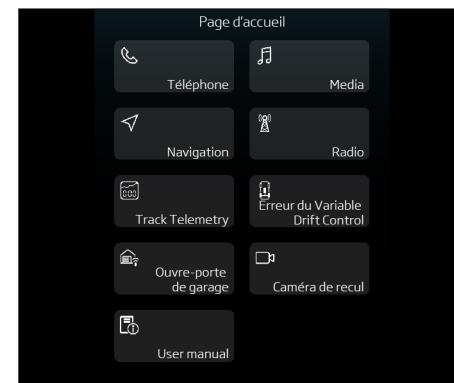 Page d'accueil
Téléphone
Media
Navigation
Radio
Track Telemetry
Erreur du Variable
Drift Control
Ouvre-porte
de garage
Caméra de recul
User manual